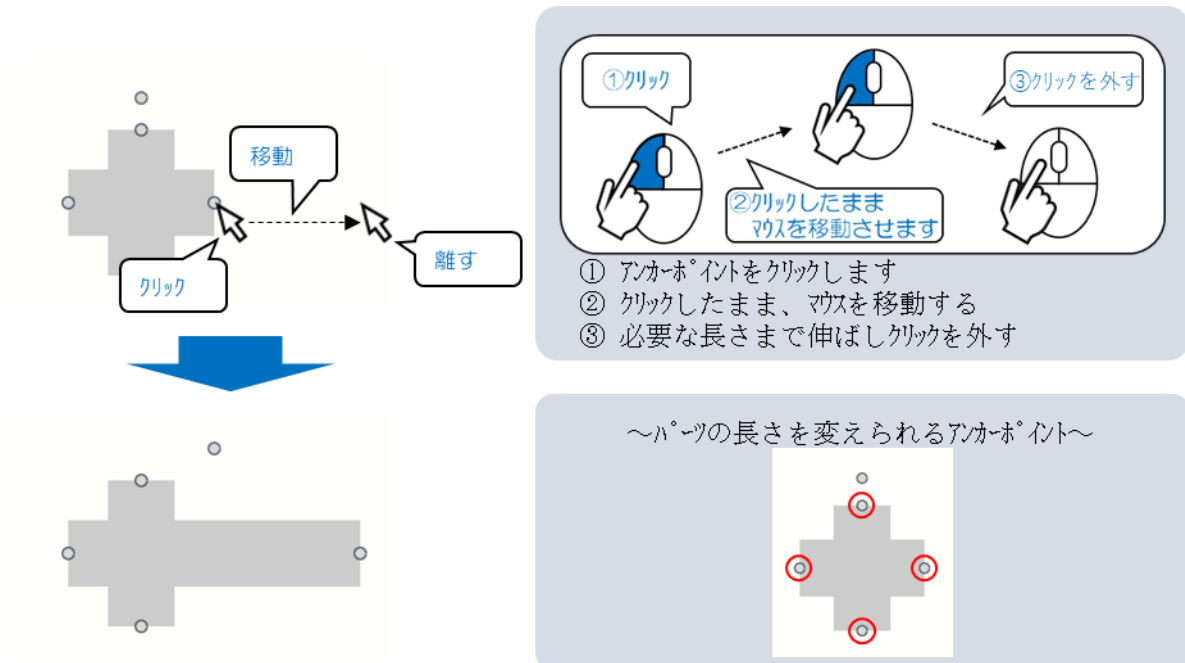 移動
クリック
離す
①クリック
②クリックしたまま
マウスを移動させます
③クリックを外す
① アンカーポイントをクリックします
② クリックしたまま、マウスを移動する
③ 必要な長さまで伸ばしクリックを外す
～パーツの長さを変えられるアンカーポイント～